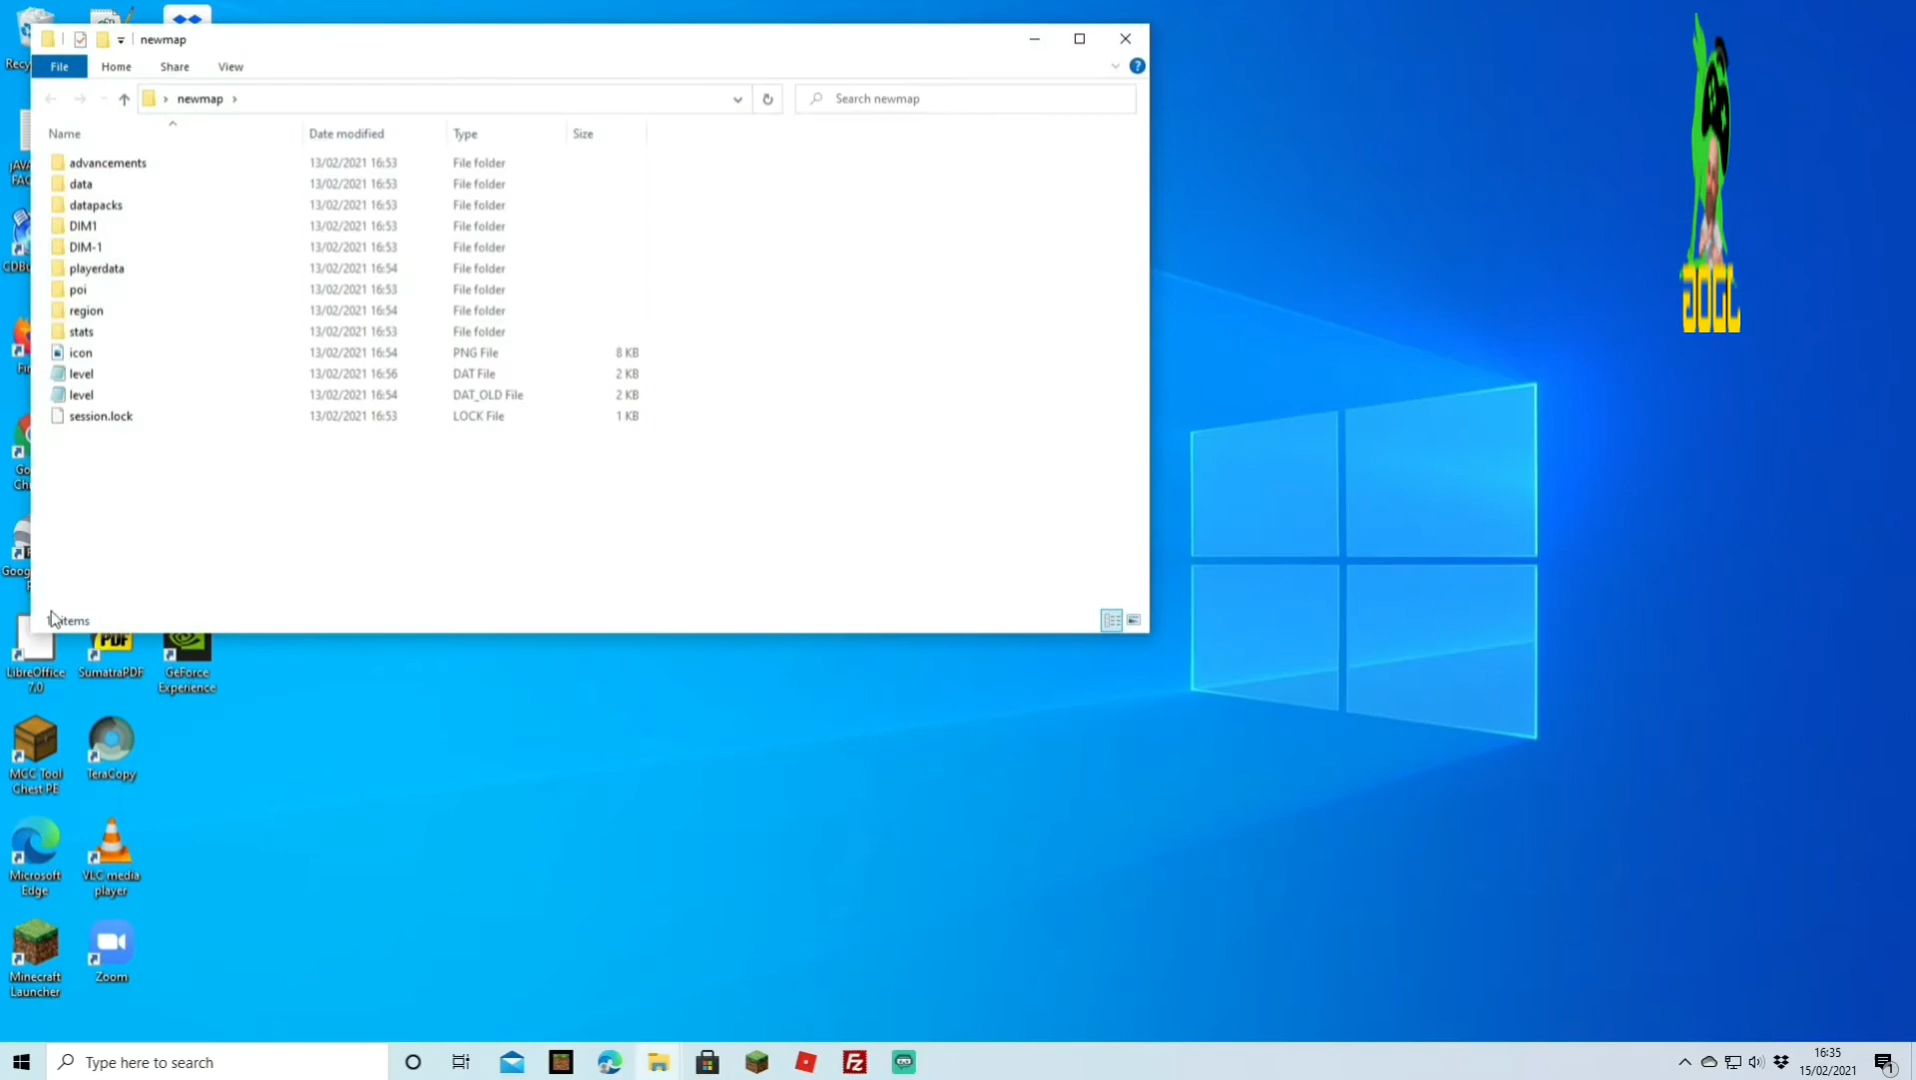 newmap
File Home Share View
newmap
Search newmap
Name Date modified Type Size
advancements 13/02/2021 16:53 File folder
data 13/02/2021 16:53 File folder
datapacks 13/02/2021 16:53 File folder
DIM1 13/02/2021 16:53 File folder
DIM-1 13/02/2021 16:53 File folder
playerdata 13/02/2021 16:54 File folder
poi 13/02/2021 16:53 File folder
region 13/02/2021 16:54 File folder
stats 13/02/2021 16:53 File folder
icon 13/02/2021 16:54 PNG File 8 KB
level 13/02/2021 16:56 DAT File 2 KB
level 13/02/2021 16:54 DAT_OLD File 2 KB
session.lock 13/02/2021 16:53 LOCK File 1 KB
items
PDF
LibreOffice
7.0
SumatraPDF
GeForce
Experience
MCC Tool
Chest PE
TeraCopy
Microsoft
Edge
VLC media
player
Minecraft
Launcher
Zoom
Type here to search
16:35
15/02/2021
1